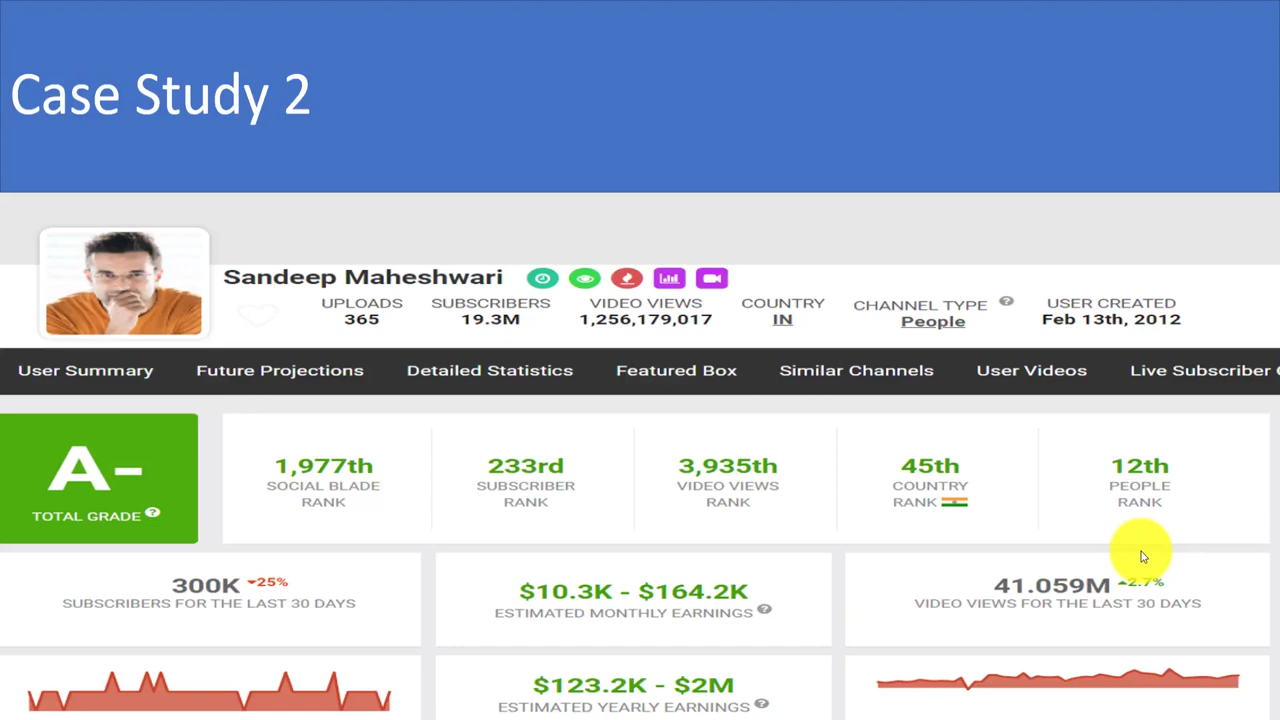 Case Study 2
Sandeep Maheshwari
UPLOADS
365
SUBSCRIBERS
19.3M
VIDEO VIEWS
1,256,179,017
COUNTRY
IN
CHANNEL TYPE ?
People
USER CREATED
Feb 13th, 2012
User Summary Future Projections Detailed Statistics Featured Box Similar Channels User Videos Live Subscriber
A-
TOTAL GRADE ?
1,977th
SOCIAL BLADE
RANK
233rd
SUBSCRIBER
RANK
3,935th
VIDEO VIEWS
RANK
45th
COUNTRY
RANK
12th
PEOPLE
RANK
300K -25%
SUBSCRIBERS FOR THE LAST 30 DAYS
$10.3K - $164.2K
ESTIMATED MONTHLY EARNINGS ?
41.059M 2.7%
VIDEO VIEWS FOR THE LAST 30 DAYS
$123.2K - $2M
ESTIMATED YEARLY EARNINGS ?